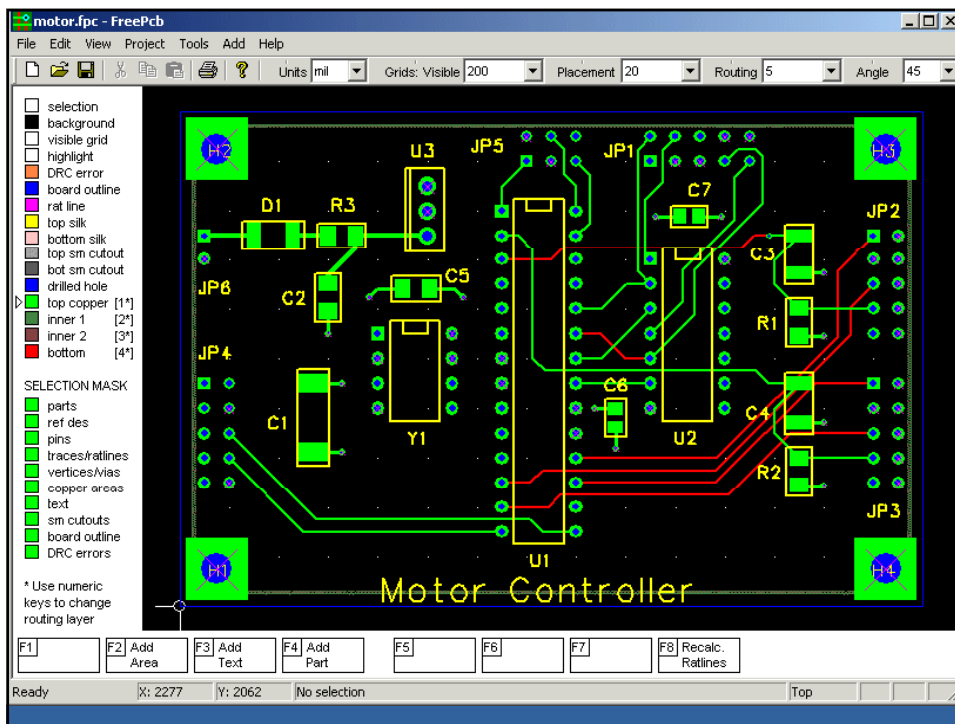 motor.fpc - FreePcb
File Edit View Project Tools Add Help
Units mil Grids: Visible 200 Placement 20 Routing 5 Angle 45
selection
background
visible grid
highlight
DRC error
board outline
rat line
top silk
bottom silk
top sm cutout
bot sm cutout
drilled hole
top copper [1*]
inner 1 [2*]
inner 2 [3*]
bottom [4*]
SELECTION MASK
parts
ref des
pins
traces/ratlines
vertices/vias
copper areas
text
sm cutouts
board outline
DRC errors
* Use numeric
keys to change
routing layer
H2
U3
JP5
JP1
H3
D1
R3
C7
JP2
C3
JP6
C2
C5
R1
JP4
C1
Y1
C6
U2
C4
R2
JP3
U1
H1
H4
Motor Controller
F1
F2 Add
Area
F3 Add
Text
F4 Add
Part
F5
F6
F7
F8 Recalc.
Ratlines
Ready X: 2277 Y: 2062 No selection Top